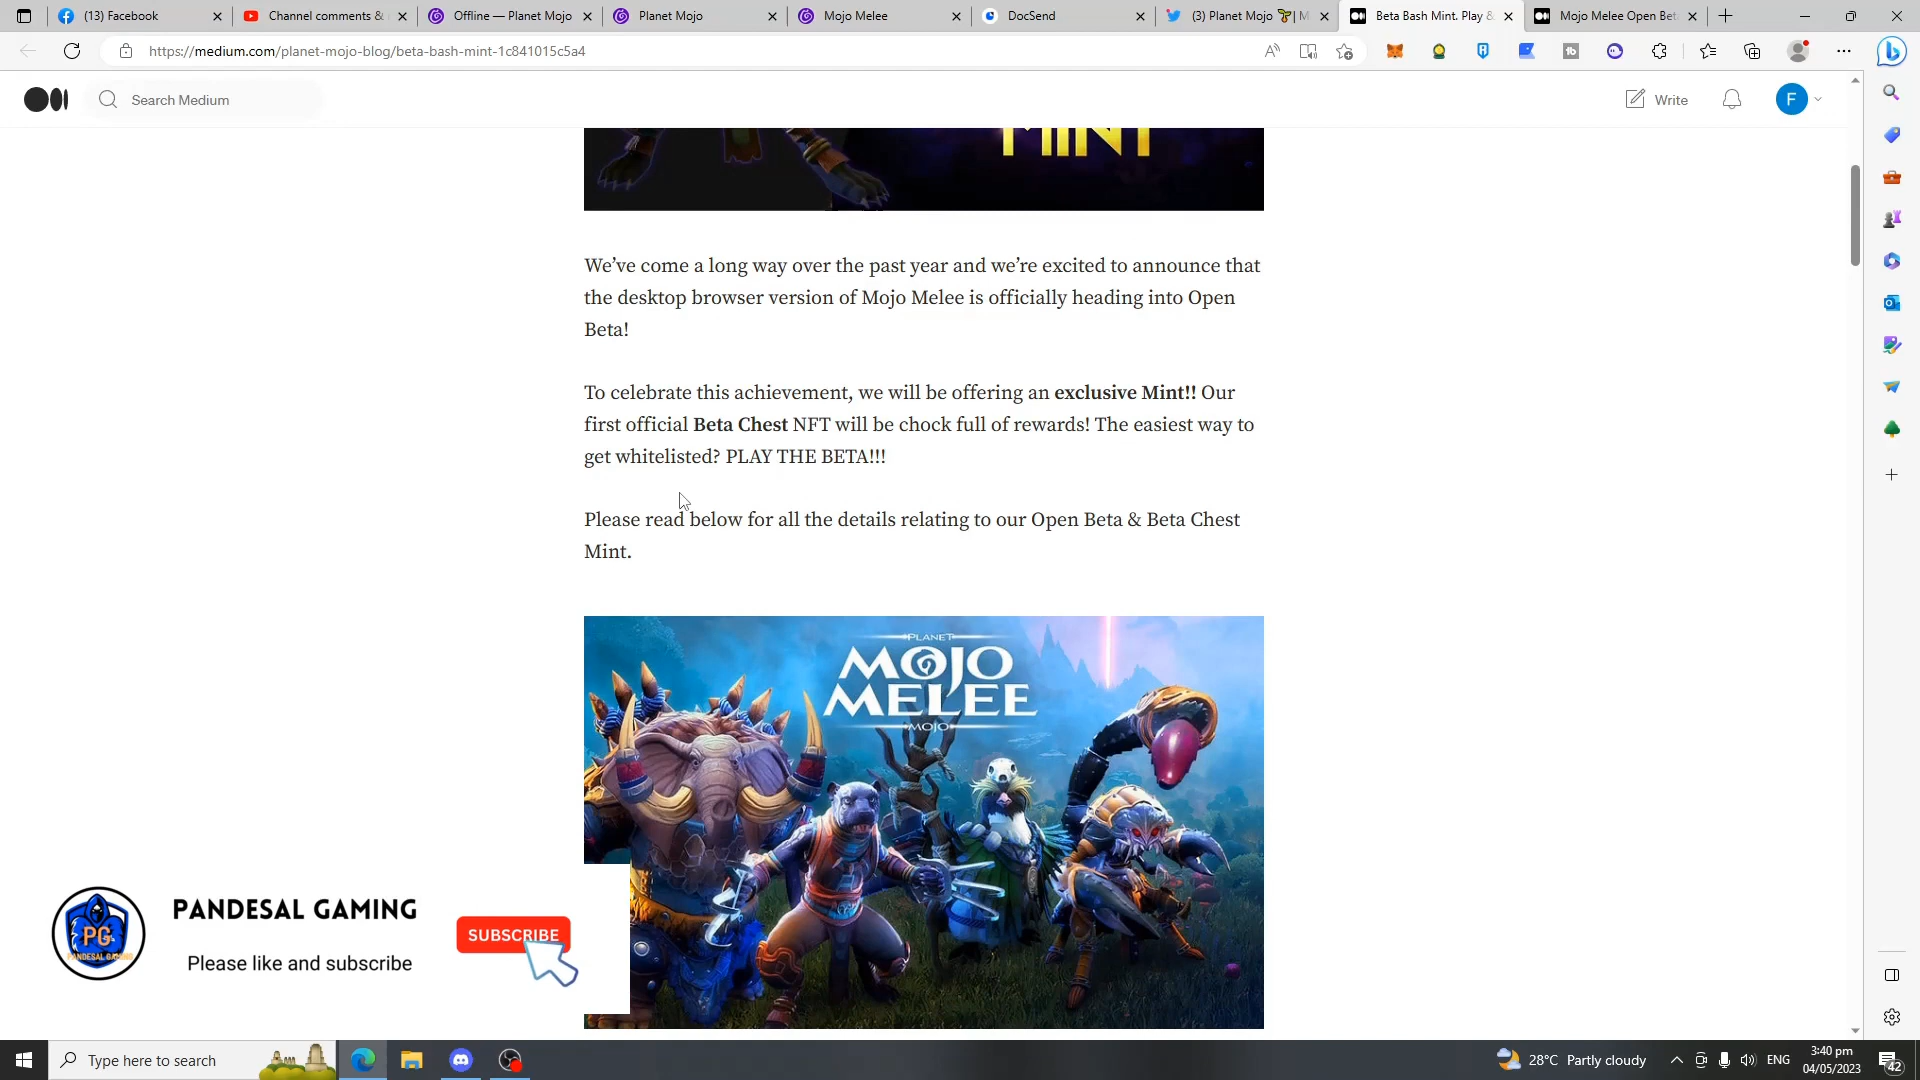 (13) Facebook
Channel comments &
Offline — Planet Mojo
Planet Mojo
Mojo Melee
DocSend
(3) Planet Mojo | M
Beta Bash Mint. Play &
Mojo Melee Open Bet
https://medium.com/planet-mojo-blog/beta-bash-mint-1c841015c5a4
Search Medium
Write
F
MINT
We’ve come a long way over the past year and we’re excited to announce that
the desktop browser version of Mojo Melee is officially heading into Open
Beta!
To celebrate this achievement, we will be offering an exclusive Mint!! Our
first official Beta Chest NFT will be chock full of rewards! The easiest way to
get whitelisted? PLAY THE BETA!!!
Please read below for all the details relating to our Open Beta & Beta Chest
Mint.
PLANET
MOJO
MELEE
MOJO
PG
PANDESAL GAMING
PANDESAL GAMING
Please like and subscribe
SUBSCRIBE
Type here to search
28°C Partly cloudy
ENG
3:40 pm
04/05/2023
42